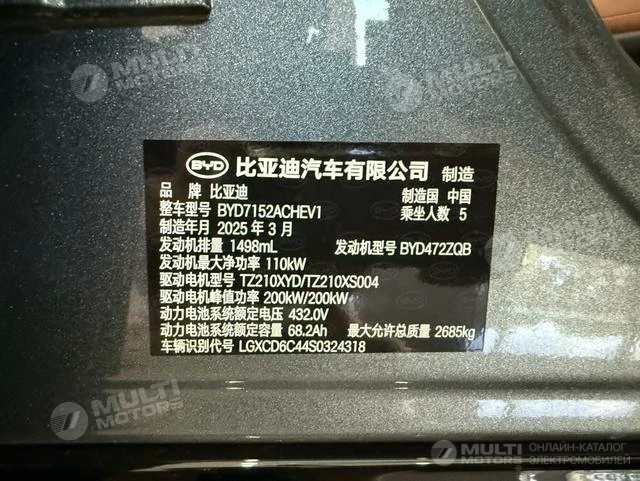 BYD 比亚迪汽车有限公司 制造
品 牌 比亚迪 制造国 中国
整车型号 BYD7152ACHEV1 乘坐人数 5
制造年月 2025 年 3 月
发动机排量 1498mL 发动机型号 BYD472ZQB
发动机最大净功率 110kW
驱动电机型号 TZ210XYD/TZ210XS004
驱动电机峰值功率 200kW/200kW
动力电池系统额定电压 432.0V
动力电池系统额定容量 68.2Ah 最大允许总质量 2685kg
车辆识别代号 LGXCD6C44S0324318
MULTI MOTORS
MULTI MOTORS
MULTI MOTORS
MULTI MOTORS ОНЛАЙН-КАТАЛОГ ЭЛЕКТРОМОБИЛЕЙ